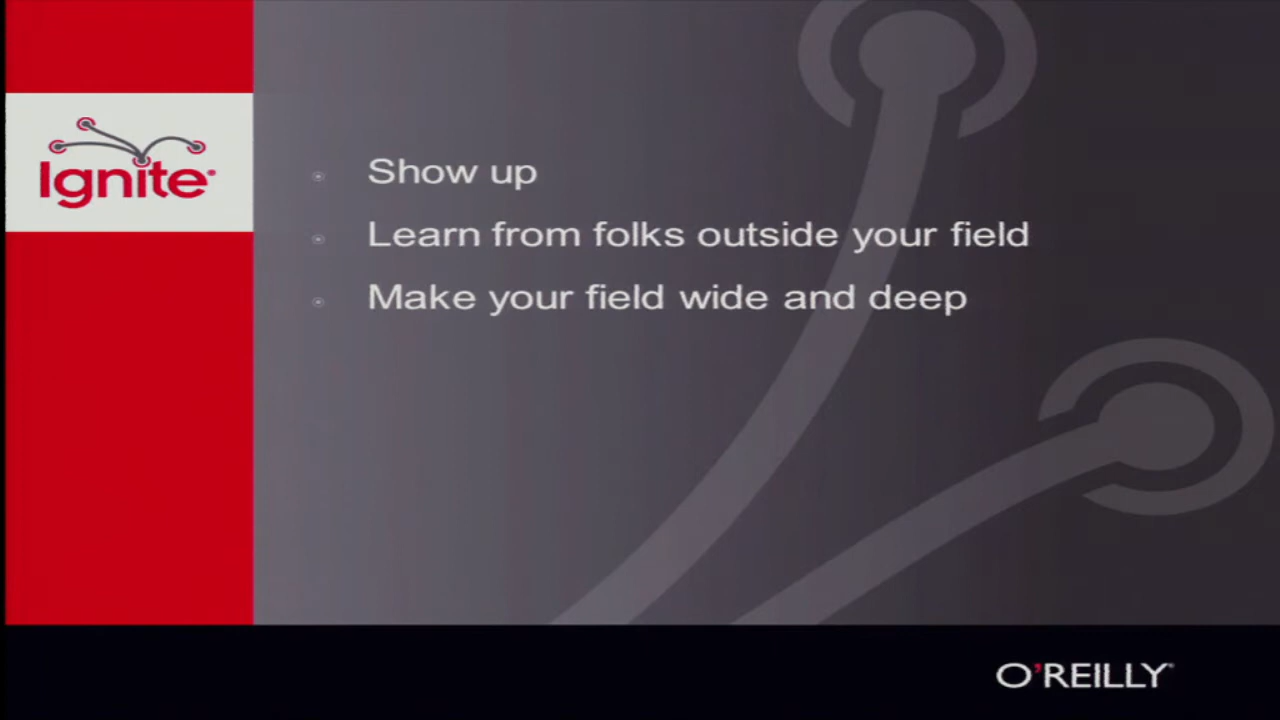 Ignite
Show up
Learn from folks outside your field
Make your field wide and deep
O'REILLY